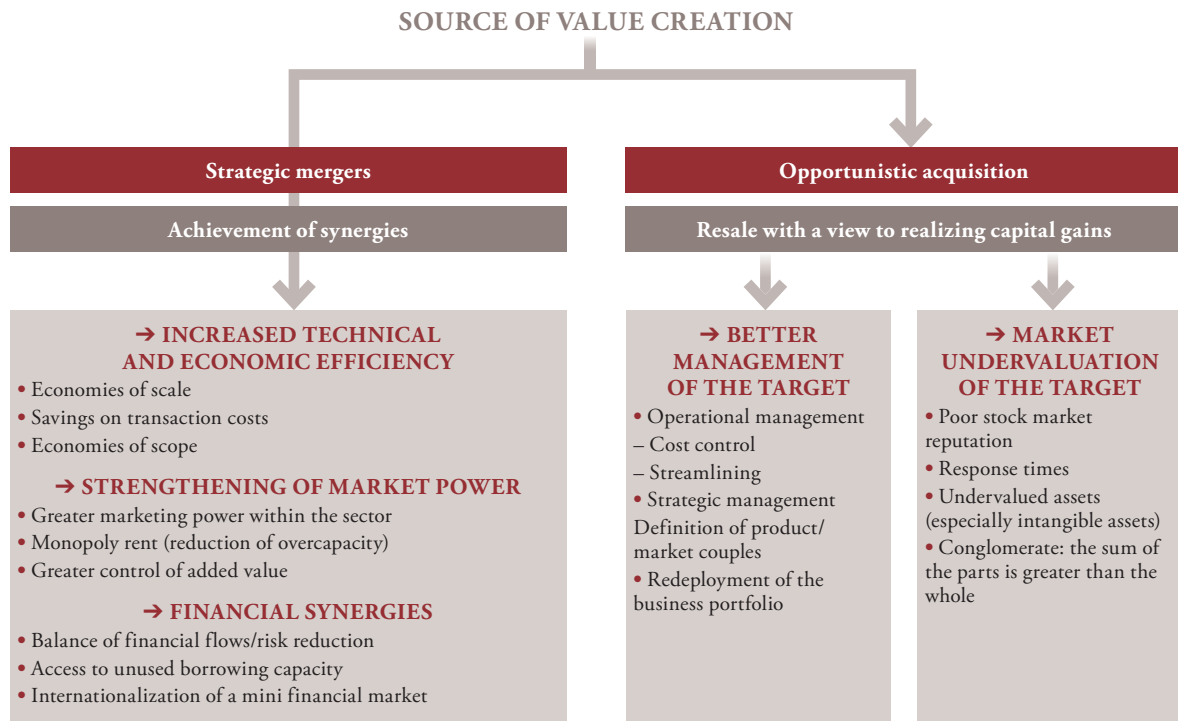 SOURCE OF VALUE CREATION
Strategic mergers
Achievement of synergies
➔ INCREASED TECHNICAL
AND ECONOMIC EFFICIENCY
• Economies of scale
• Savings on transaction costs
• Economies of scope
➔ STRENGTHENING OF MARKET POWER
• Greater marketing power within the sector
• Monopoly rent (reduction of overcapacity)
• Greater control of added value
➔ FINANCIAL SYNERGIES
• Balance of financial flows/risk reduction
• Access to unused borrowing capacity
• Internationalization of a mini financial market
Opportunistic acquisition
Resale with a view to realizing capital gains
➔ BETTER
MANAGEMENT
OF THE TARGET
• Operational management
– Cost control
– Streamlining
• Strategic management
Definition of product/
market couples
• Redeployment of the
business portfolio
➔ MARKET
UNDERVALUATION
OF THE TARGET
• Poor stock market
reputation
• Response times
• Undervalued assets
(especially intangible assets)
• Conglomerate: the sum of
the parts is greater than the
whole